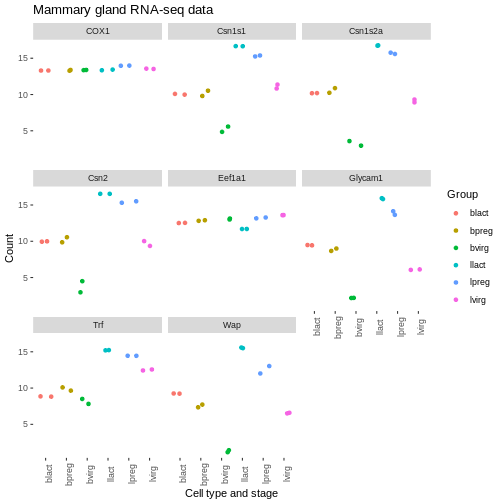 Mammary gland RNA-seq data
COX1 Csn1s1 Csn1s2a
15
10
5
Csn2 Eef1a1 Glycam1
15
10
5
Count
Group
blact
bpreg
bvirg
llact
lpreg
lvirg
blact bpreg bvirg llact lpreg lvirg
Trf Wap
15
10
5
blact bpreg bvirg llact lpreg lvirg blact bpreg bvirg llact lpreg lvirg
Cell type and stage